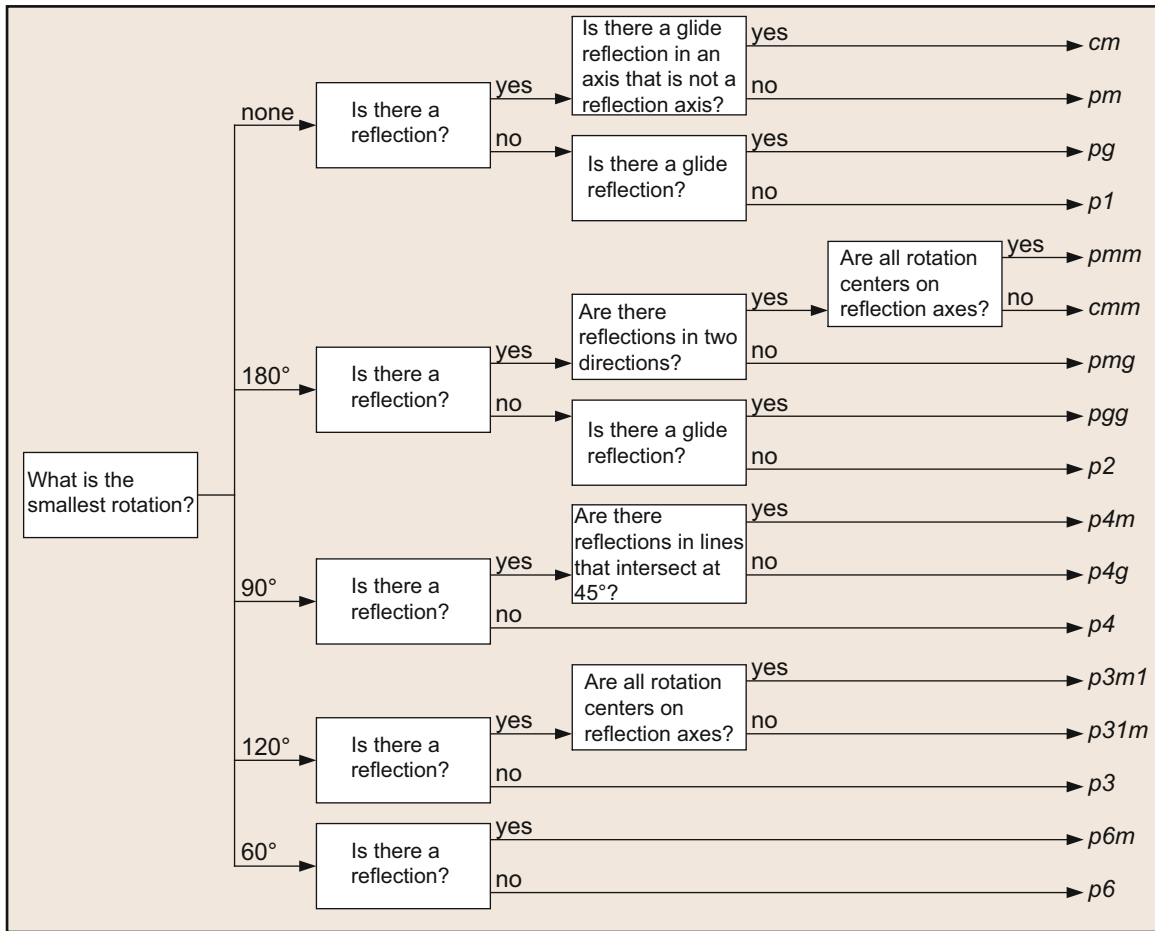 What is the
smallest rotation?
none
Is there a
reflection?
yes
Is there a glide
reflection in an
axis that is not a
reflection axis?
yes
cm
no
pm
no
Is there a glide
reflection?
yes
pg
no
p1
180°
Is there a
reflection?
yes
Are there
reflections in two
directions?
yes
Are all rotation
centers on
reflection axes?
yes
pmm
no
cmm
no
pmg
no
Is there a glide
reflection?
yes
pgg
no
p2
90°
Is there a
reflection?
yes
Are there
reflections in lines
that intersect at
45°?
yes
p4m
no
p4g
no
p4
120°
Is there a
reflection?
yes
Are all rotation
centers on
reflection axes?
yes
p3m1
no
p31m
no
p3
60°
Is there a
reflection?
yes
p6m
no
p6